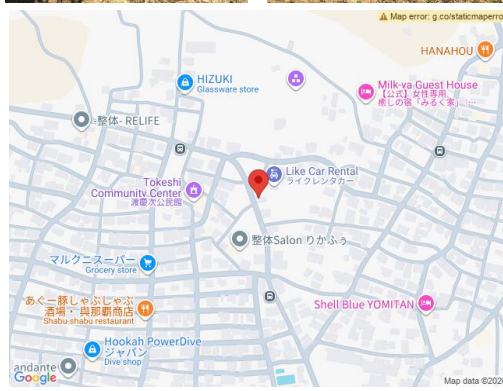 Map error: g.co/staticmaperro
HANAHOU
HIZUKI
Glassware store
Milk-ya Guest House
【公式】女性専用
癒しの宿「みるく家」…
整体- RELIFE
Like Car Rental
ライクレンタカー
Tokeshi
Community Center
渡慶次公民館
整体Salon りかふぅ
マルクニスーパー
Grocery store
あぐー豚しゃぶしゃぶ
酒場・ 與那覇商店
Shabu-shabu restaurant
Shell Blue YOMITAN
Hookah PowerDive
ジャパン
Dive shop
andante
Google
Map data ©202